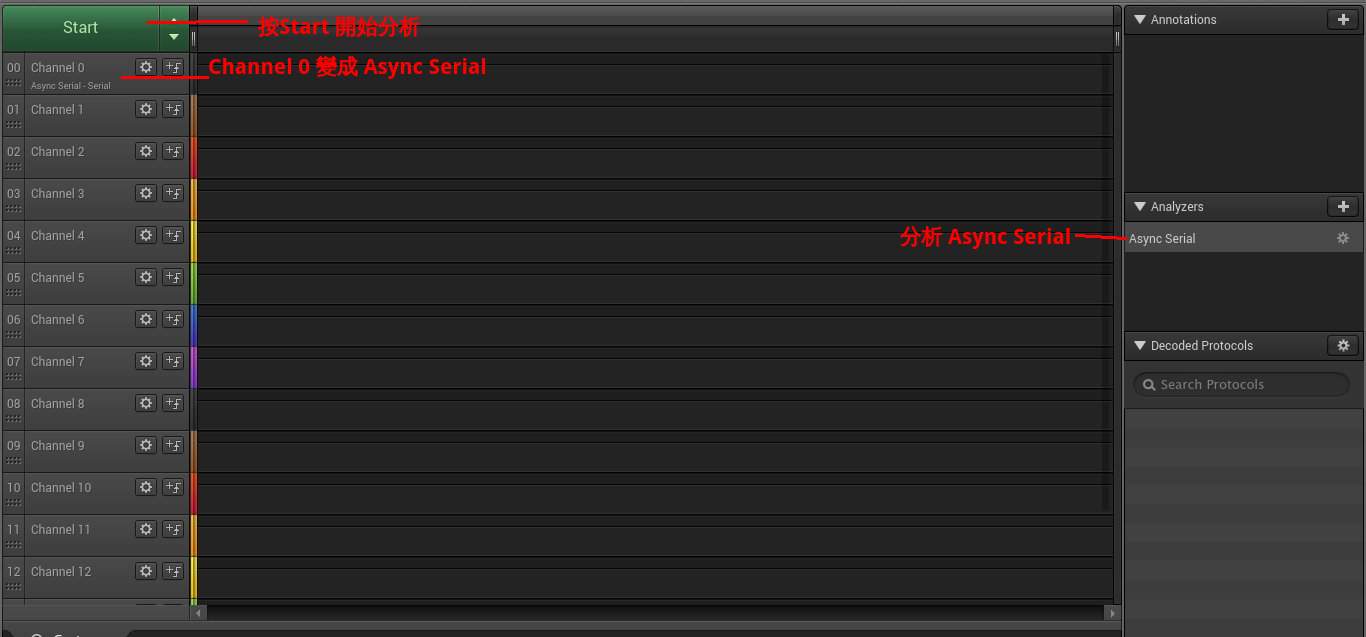 Start
按Start 開始分析
Annotations
00 Channel 0
Channel 0 變成 Async Serial
Async Serial - Serial
01 Channel 1
02 Channel 2
03 Channel 3
Analyzers
04 Channel 4
分析 Async Serial
Async Serial
05 Channel 5
06 Channel 6
Decoded Protocols
07 Channel 7
Search Protocols
08 Channel 8
09 Channel 9
10 Channel 10
11 Channel 11
12 Channel 12